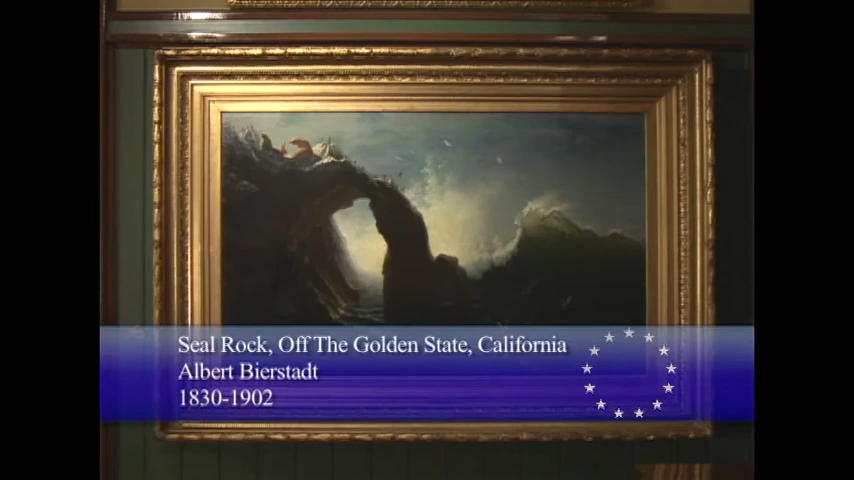 Seal Rock, Off The Golden State, California
Albert Bierstadt
1830-1902